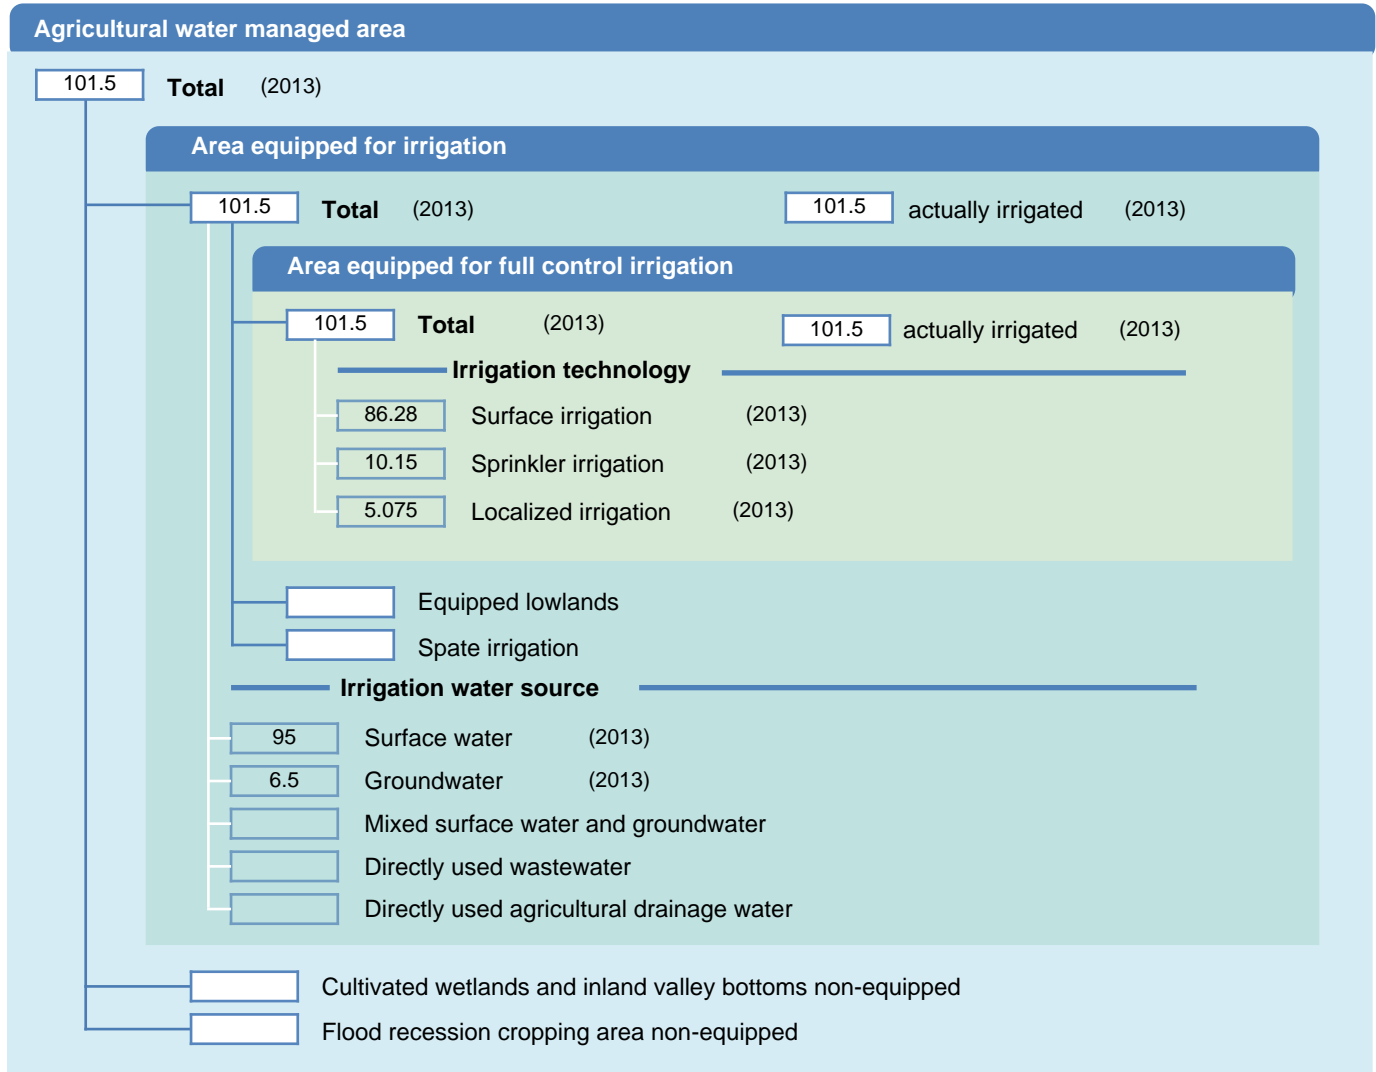 Agricultural water managed area
101.5 Total (2013)
Area equipped for irrigation
101.5 Total (2013) 101.5 actually irrigated (2013)
Area equipped for full control irrigation
101.5 Total (2013) 101.5 actually irrigated (2013)
Irrigation technology
86.28 Surface irrigation (2013)
10.15 Sprinkler irrigation (2013)
5.075 Localized irrigation (2013)
Equipped lowlands
Spate irrigation
Irrigation water source
95 Surface water (2013)
6.5 Groundwater (2013)
Mixed surface water and groundwater
Directly used wastewater
Directly used agricultural drainage water
Cultivated wetlands and inland valley bottoms non-equipped
Flood recession cropping area non-equipped